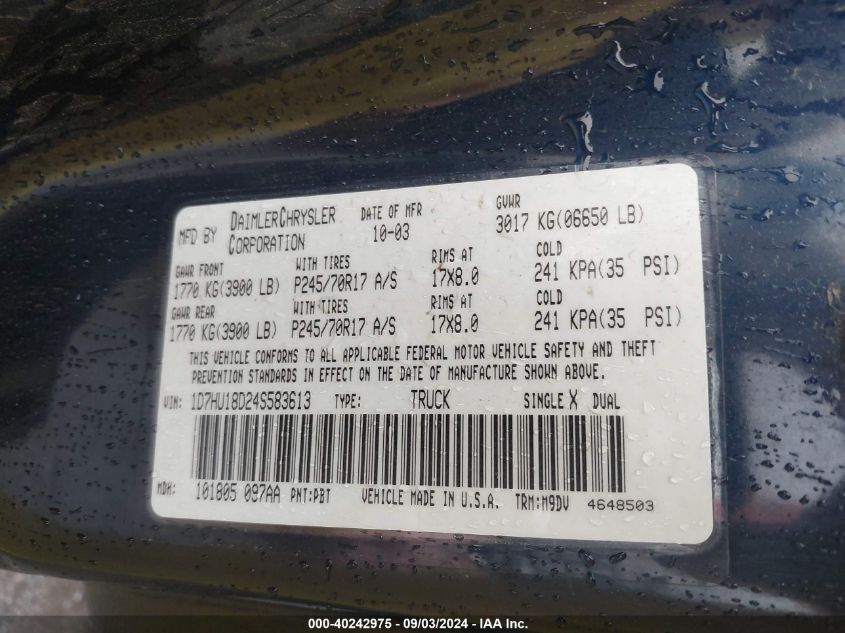 MFD BY DAIMLERCHRYSLER CORPORATION DATE OF MFR 10-03 GVWR 3017 KG(06650 LB)
GAWR FRONT WITH TIRES RIMS AT COLD
1770 KG(3900 LB) P245/70R17 A/S 17X8.0 241 KPA(35 PSI)
GAWR REAR WITH TIRES RIMS AT COLD
1770 KG(3900 LB) P245/70R17 A/S 17X8.0 241 KPA(35 PSI)
THIS VEHICLE CONFORMS TO ALL APPLICABLE FEDERAL MOTOR VEHICLE SAFETY AND THEFT
PREVENTION STANDARDS IN EFFECT ON THE DATE OF MANUFACTURE SHOWN ABOVE.
VIN: 1D7HU18D24S583613 TYPE: TRUCK SINGLE X DUAL
MDH: 101805 097AA PNT:PBT VEHICLE MADE IN U.S.A. TRM:M9DV 4648503
000-40242975 - 09/03/2024 - IAA Inc.